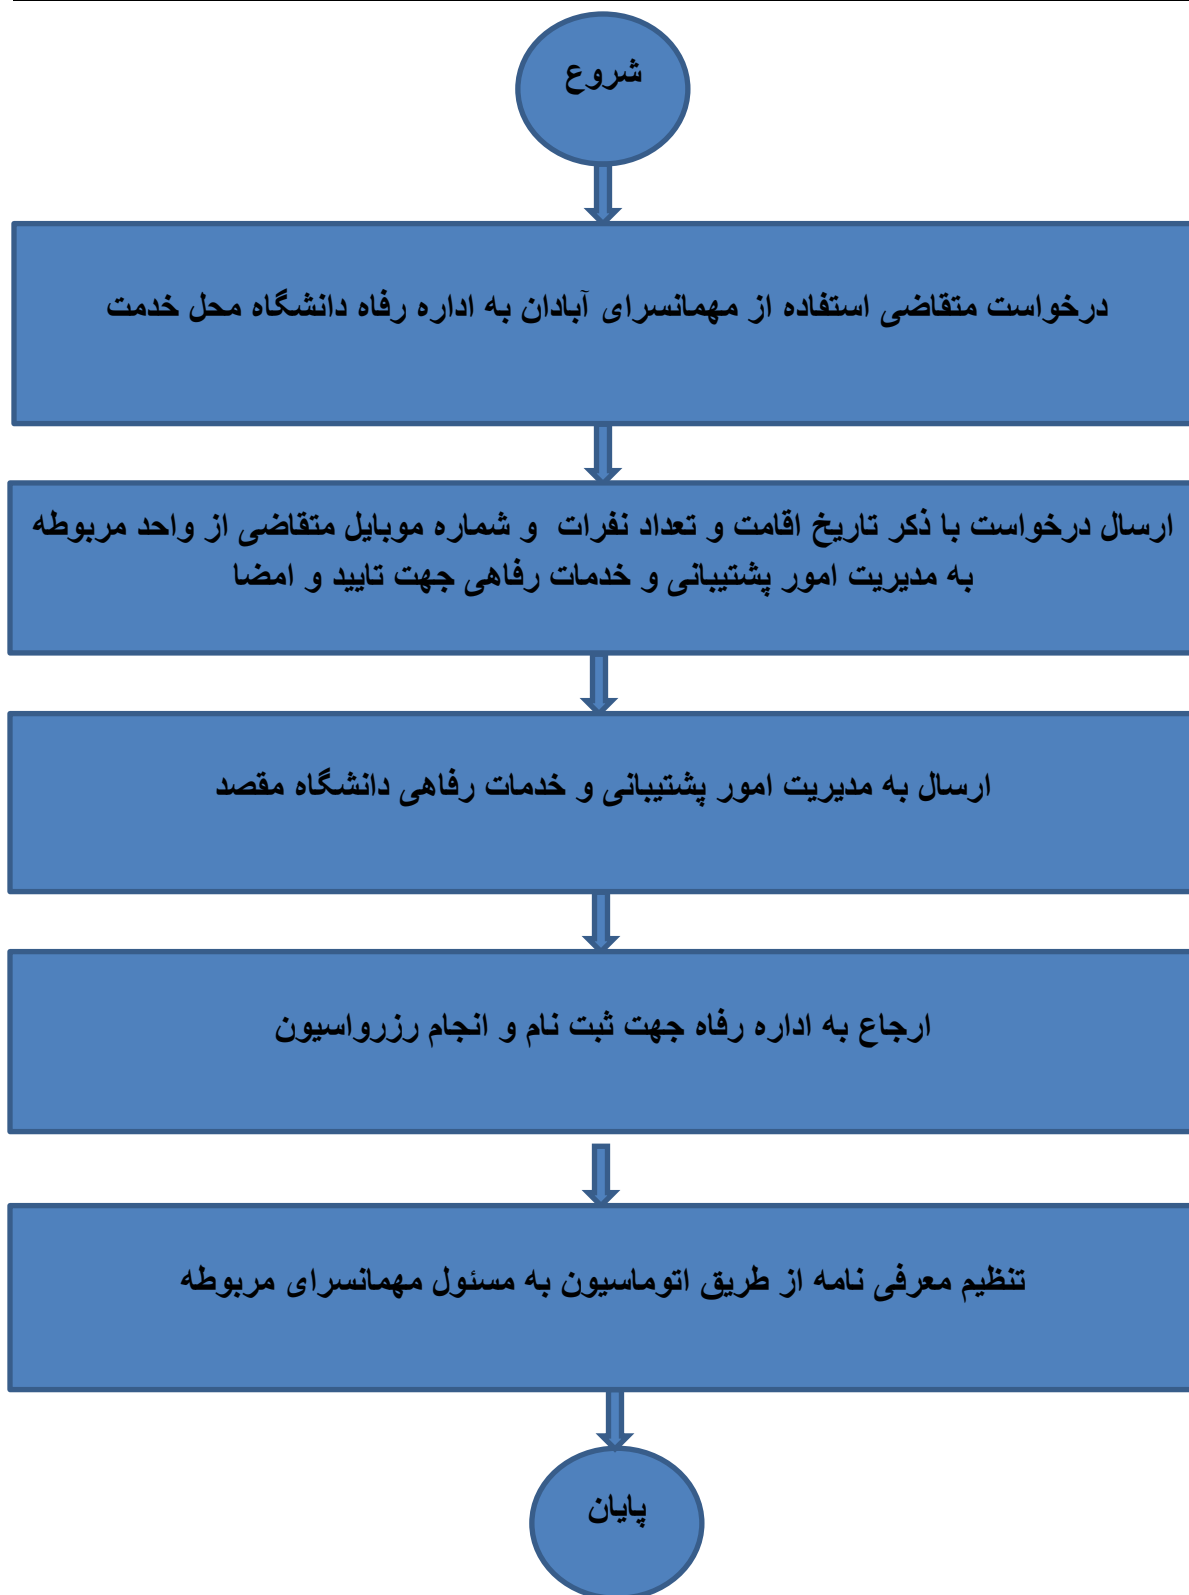 شروع
درخواست متقاضی استفاده از مهمانسرای آبادان به اداره رفاه دانشگاه محل خدمت
ارسال درخواست با ذکر تاریخ اقامت و تعداد نفرات و شماره موبایل متقاضی از واحد مربوطه
به مدیریت امور پشتیبانی و خدمات رفاهی جهت تایید و امضا
ارسال به مدیریت امور پشتیبانی و خدمات رفاهی دانشگاه مقصد
ارجاع به اداره رفاه جهت ثبت نام و انجام رزرواسیون
تنظیم معرفی نامه از طریق اتوماسیون به مسئول مهمانسرای مربوطه
پایان